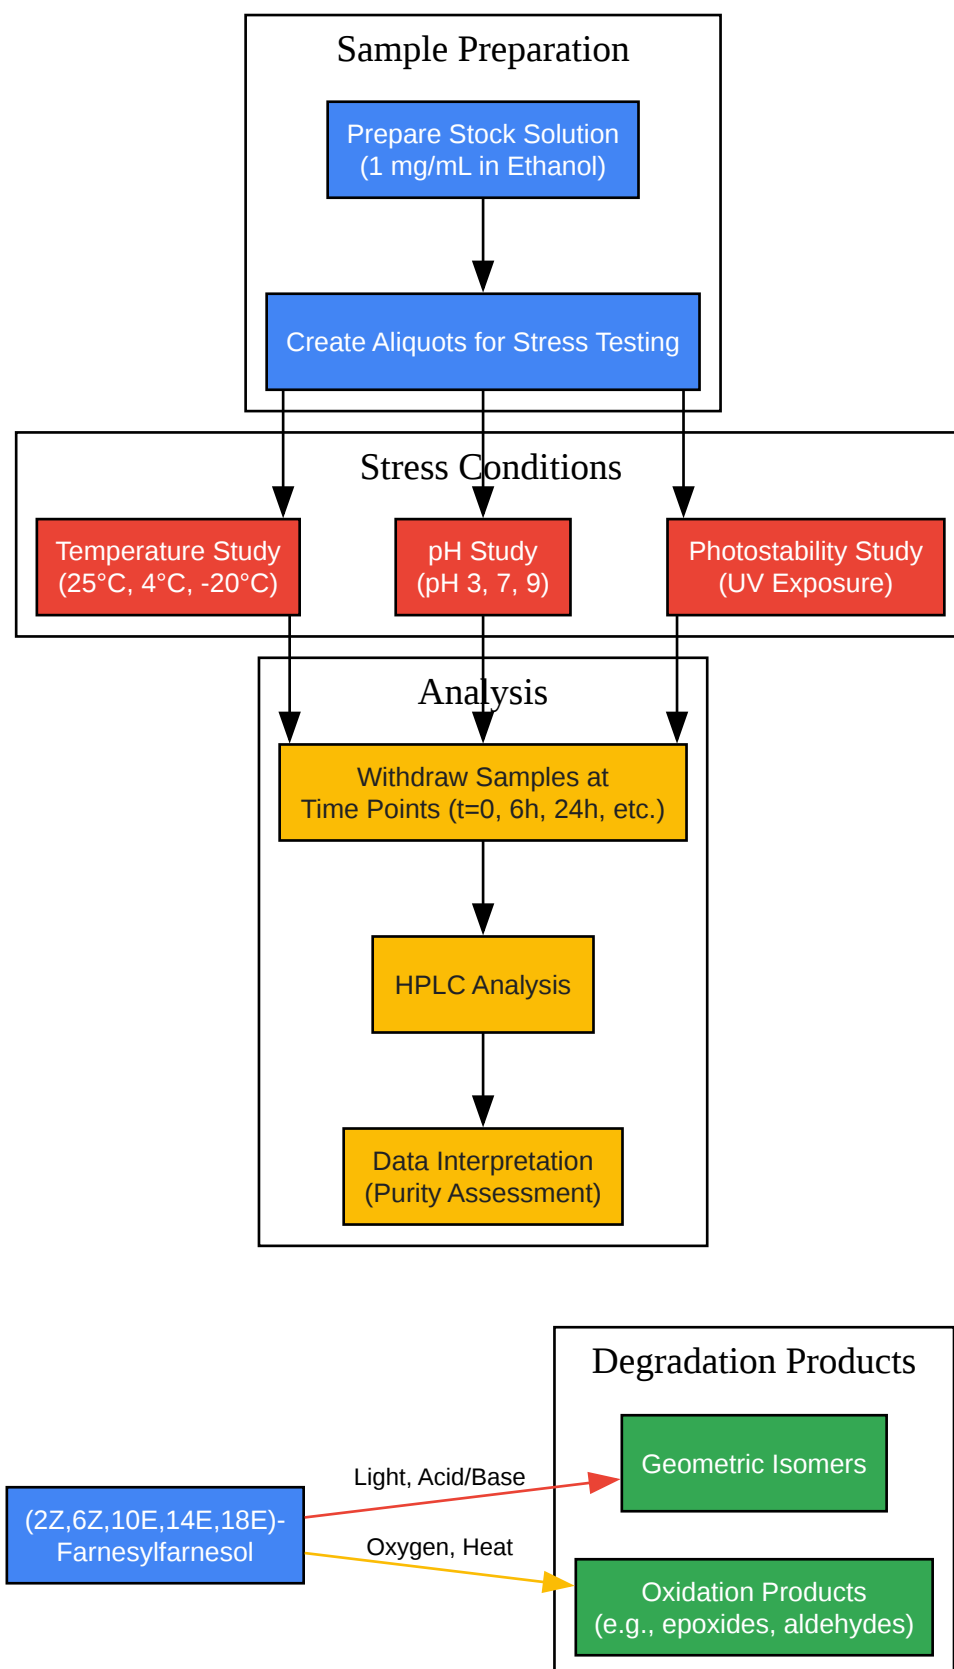 Sample Preparation
Prepare Stock Solution
(1 mg/mL in Ethanol)
Create Aliquots for Stress Testing
Stress Conditions
Temperature Study
(25°C, 4°C, -20°C)
pH Study
(pH 3, 7, 9)
Photostability Study
(UV Exposure)
Analysis
Withdraw Samples at
Time Points (t=0, 6h, 24h, etc.)
HPLC Analysis
Data Interpretation
(Purity Assessment)
Degradation Products
Geometric Isomers
Light, Acid/Base
(2Z,6Z,10E,14E,18E)-
Farnesylfarnesol
Oxygen, Heat
Oxidation Products
(e.g., epoxides, aldehydes)